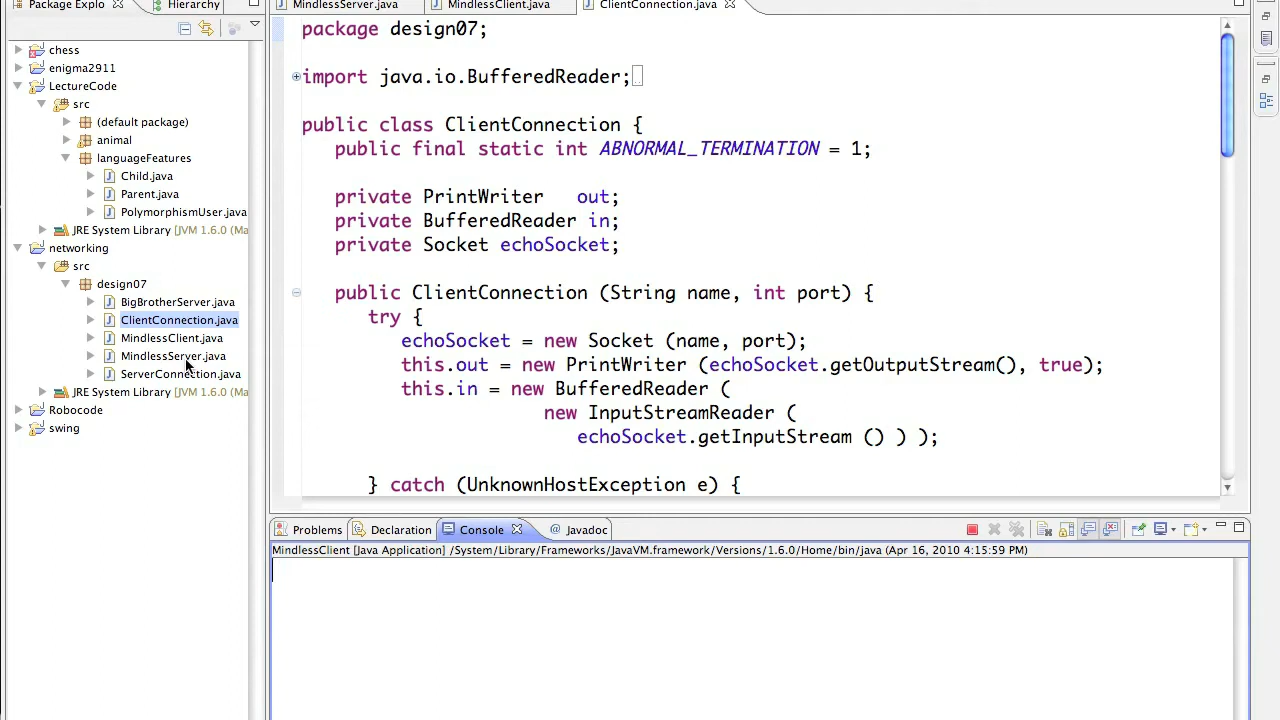 Package Explo
Hierarchy
chess
enigma2911
LectureCode
src
(default package)
animal
languageFeatures
Child.java
Parent.java
PolymorphismUser.java
JRE System Library [JVM 1.6.0 (Ma
networking
src
design07
BigBrotherServer.java
ClientConnection.java
MindlessClient.java
MindlessServer.java
ServerConnection.java
JRE System Library [JVM 1.6.0 (Ma
Robocode
swing
MindlessServer.java
MindlessClient.java
ClientConnection.java
package design07;
import java.io.BufferedReader;
public class ClientConnection {
public final static int ABNORMAL_TERMINATION = 1;
private PrintWriter out;
private BufferedReader in;
private Socket echoSocket;
public ClientConnection (String name, int port) {
try {
echoSocket = new Socket (name, port);
this.out = new PrintWriter (echoSocket.getOutputStream(), true);
this.in = new BufferedReader (
new InputStreamReader (
echoSocket.getInputStream () ) );
} catch (UnknownHostException e) {
Problems
Declaration
Console
@ Javadoc
MindlessClient [Java Application] /System/Library/Frameworks/JavaVM.framework/Versions/1.6.0/Home/bin/java (Apr 16, 2010 4:15:59 PM)